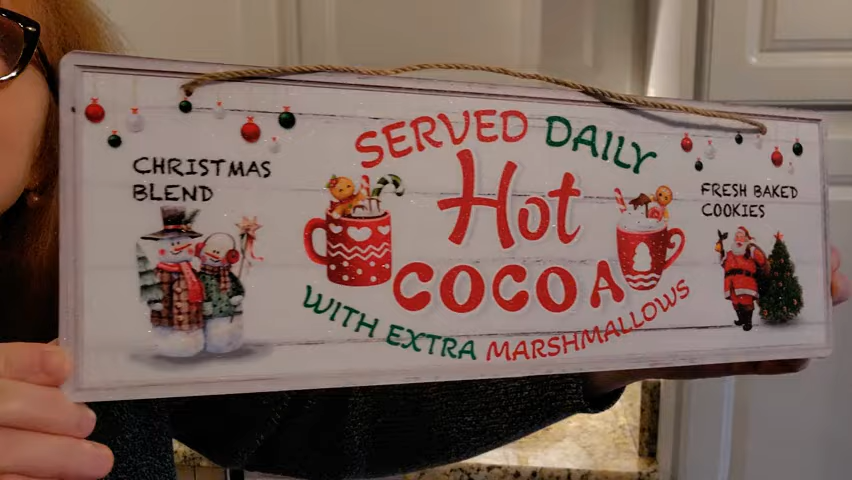 CHRISTMAS
BLEND
SERVED DAILY
Hot
COCOA
WITH EXTRA MARSHMALLOWS
FRESH BAKED
COOKIES